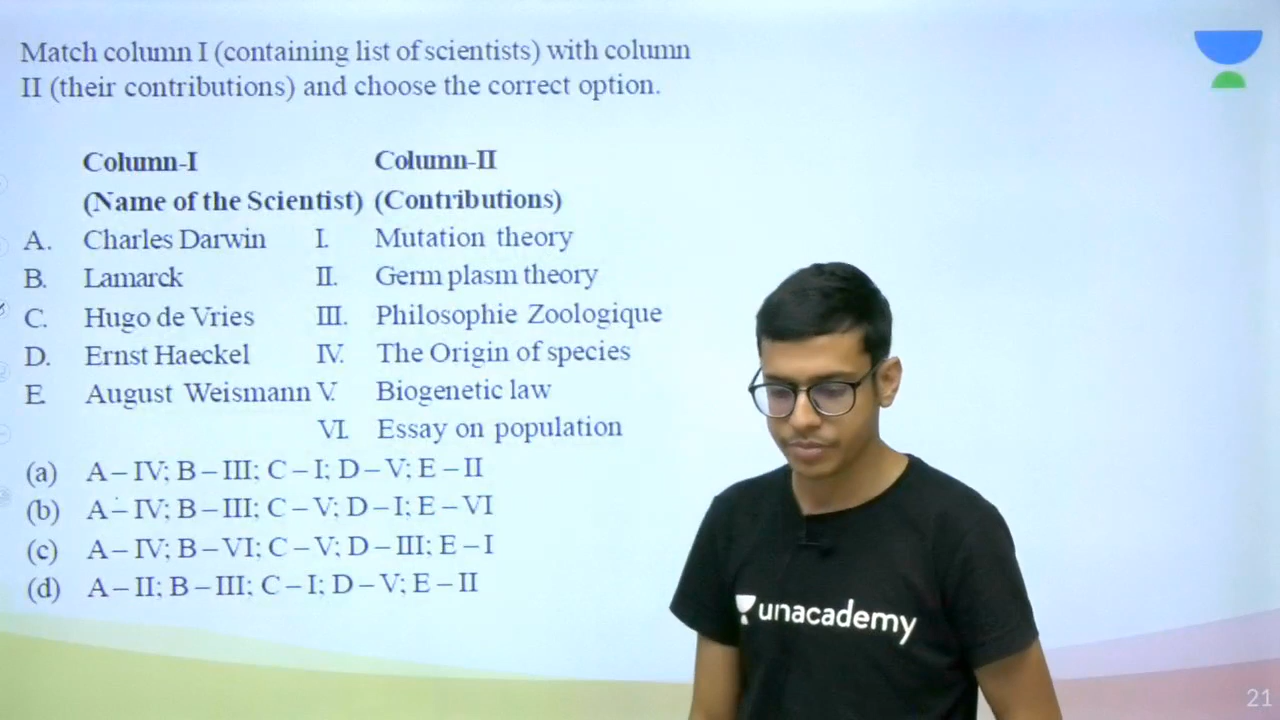 Match column I (containing list of scientists) with column
II (their contributions) and choose the correct option.
Column-I Column-II
(Name of the Scientist) (Contributions)
A. Charles Darwin I. Mutation theory
B. Lamarck II. Germ plasm theory
C. Hugo de Vries III. Philosophie Zoologique
D. Ernst Haeckel IV. The Origin of species
E August Weismann V. Biogenetic law
VI. Essay on population
(a) A – IV; B – III; C – I; D – V; E – II
(b) A – IV; B – III; C – V; D – I; E – VI
(c) A – IV; B – VI; C – V; D – III; E – I
(d) A – II; B – III; C – I; D – V; E – II
unacademy
21